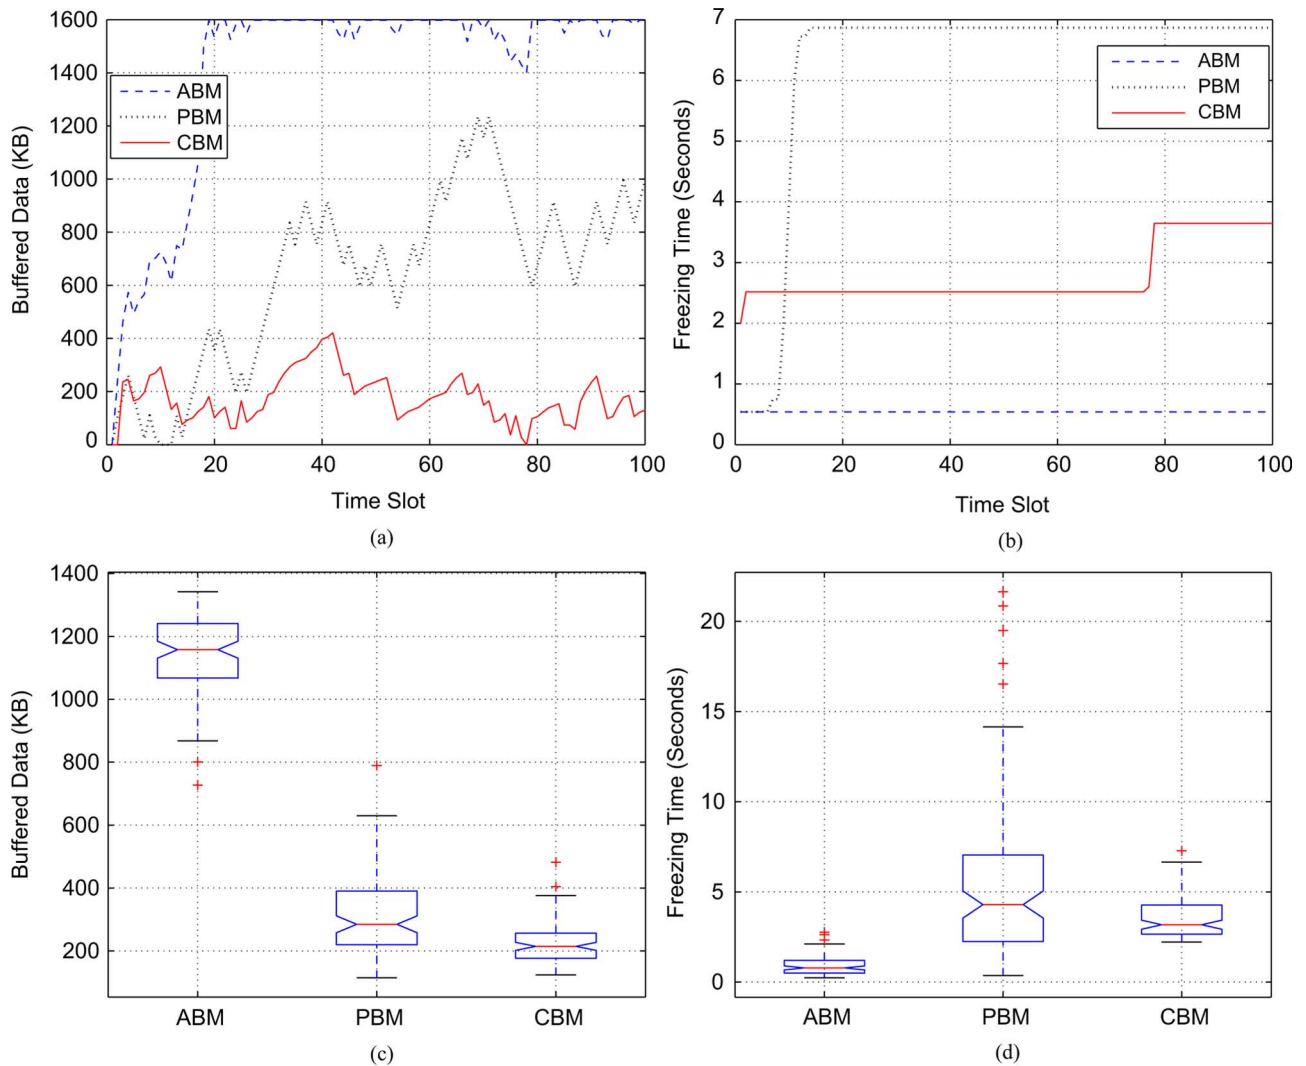 1600
1400
1200
1000
800
600
400
200
0
Buffered Data (KB)
ABM
PBM
CBM
0 20 40 60 80 100
Time Slot
(a)
7
6
5
4
3
2
1
0
Freezing Time (Seconds)
ABM
PBM
CBM
0 20 40 60 80 100
Time Slot
(b)
1400
1200
1000
800
600
400
200
Buffered Data (KB)
ABM PBM CBM
(c)
20
15
10
5
0
Freezing Time (Seconds)
ABM PBM CBM
(d)